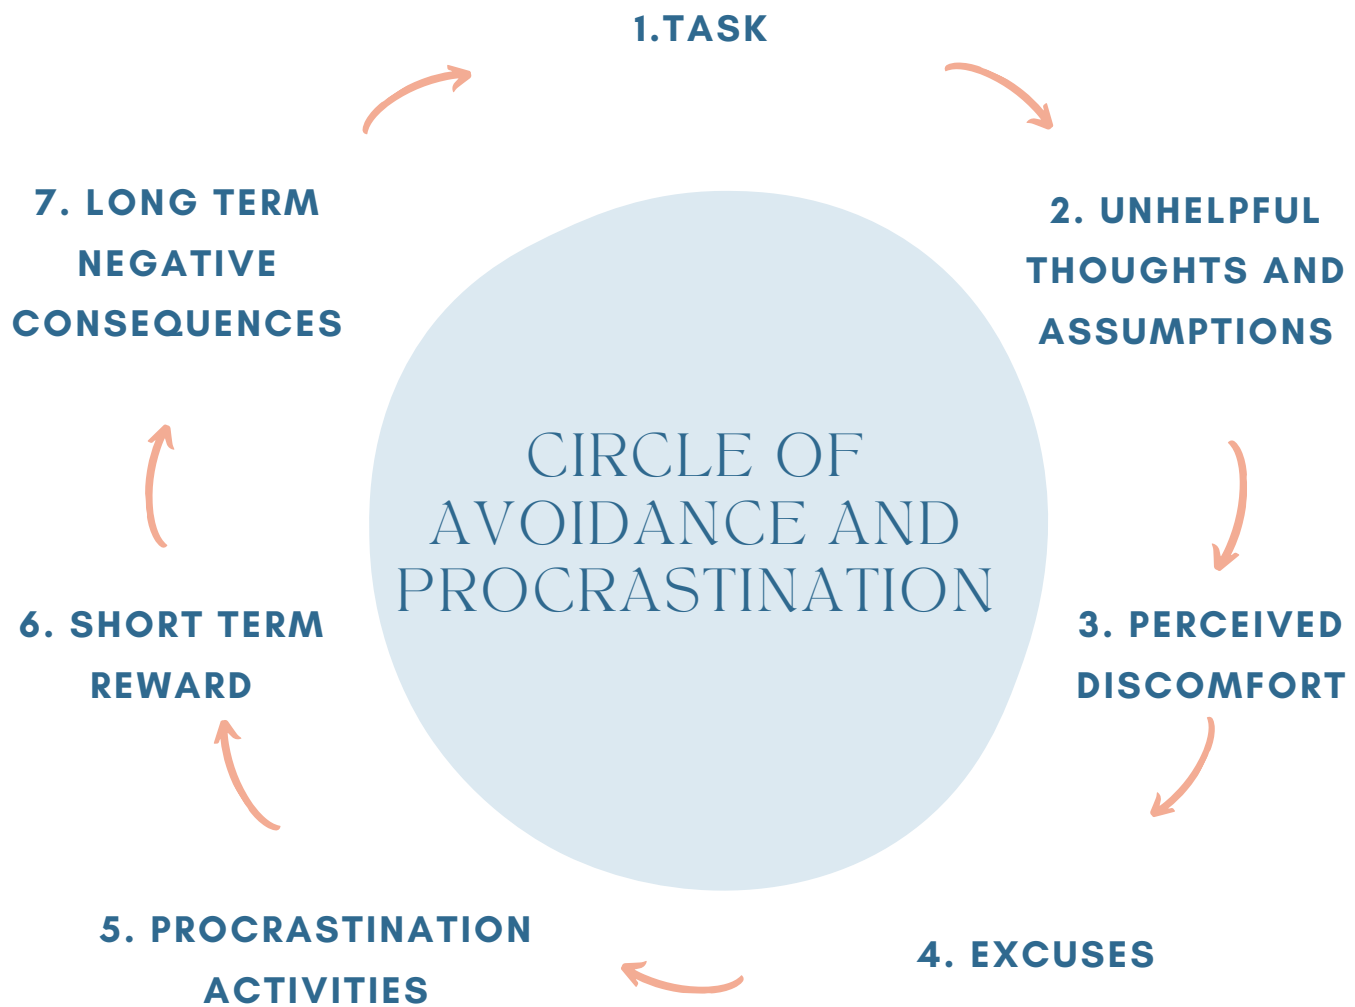 1.TASK
2. UNHELPFUL
THOUGHTS AND
ASSUMPTIONS
3. PERCEIVED
DISCOMFORT
4. EXCUSES
5. PROCRASTINATION
ACTIVITIES
6. SHORT TERM
REWARD
7. LONG TERM
NEGATIVE
CONSEQUENCES
CIRCLE OF
AVOIDANCE AND
PROCRASTINATION